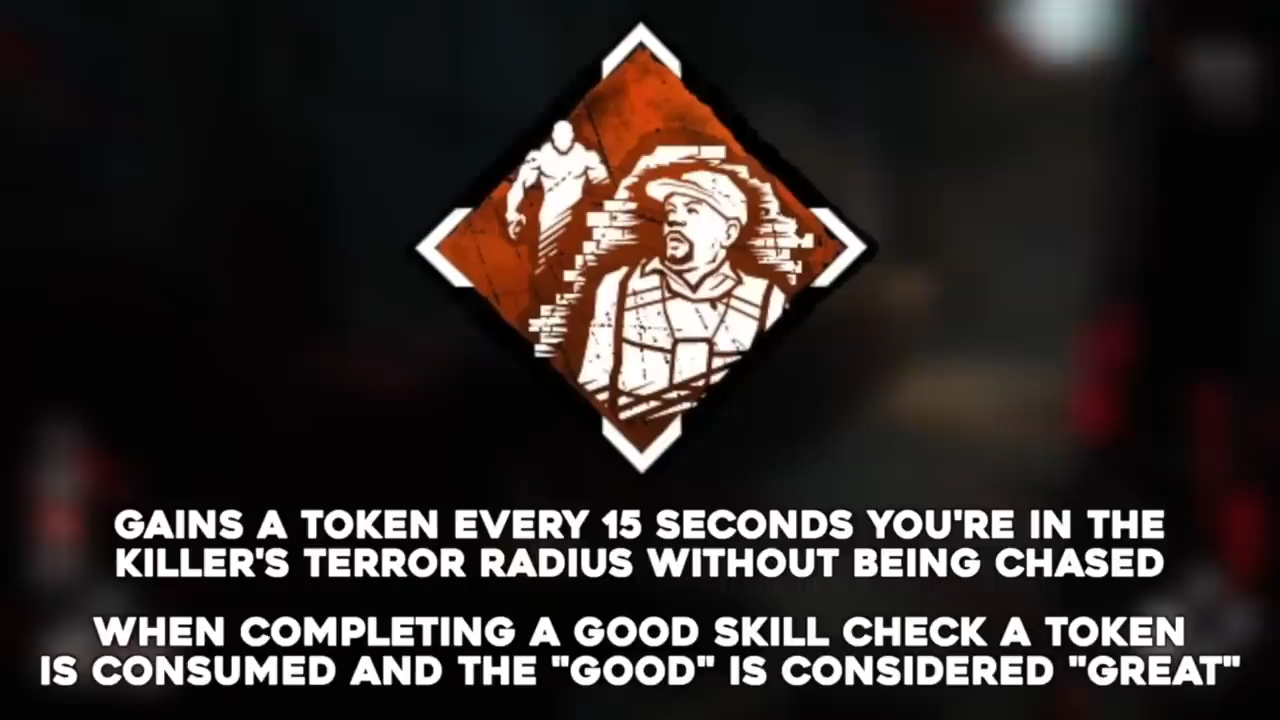 GAINS A TOKEN EVERY 15 SECONDS YOU'RE IN THE
KILLER'S TERROR RADIUS WITHOUT BEING CHASED
WHEN COMPLETING A GOOD SKILL CHECK A TOKEN
IS CONSUMED AND THE "GOOD" IS CONSIDERED "GREAT"